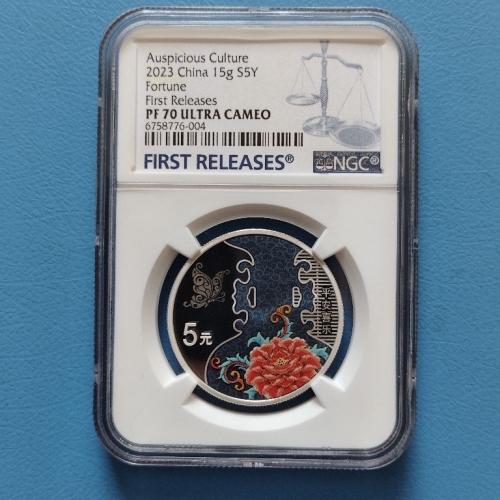 Auspicious Culture
2023 China 15g S5Y
Fortune
First Releases
PF 70 ULTRA CAMEO
6758776-004
FIRST RELEASES®
NGC®
5元